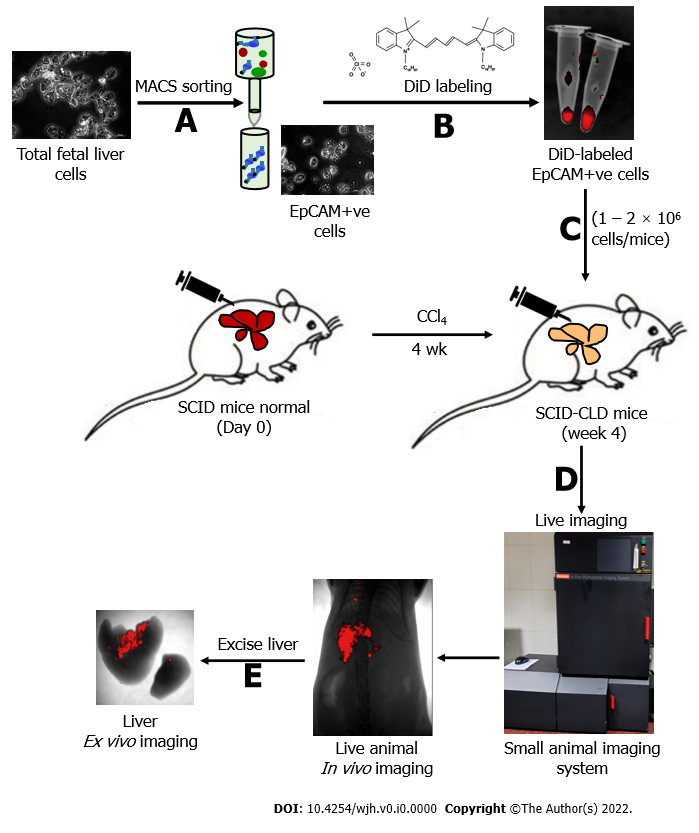 MACS sorting
A
Total fetal liver
cells
EpCAM+ve
cells
N+
N
C₁₈H₃₇
C₁₈H₃₇
DiD labeling
B
DiD-labeled
EpCAM+ve cells
C
(1 – 2 × 10⁶
cells/mice)
SCID mice normal
(Day 0)
CCl₄
4 wk
SCID-CLD mice
(week 4)
D
Live imaging
Small animal imaging
system
Live animal
In vivo imaging
Excise liver
E
Liver
Ex vivo imaging
DOI: 10.4254/wjh.v0.i0.0000 Copyright ©The Author(s) 2022.